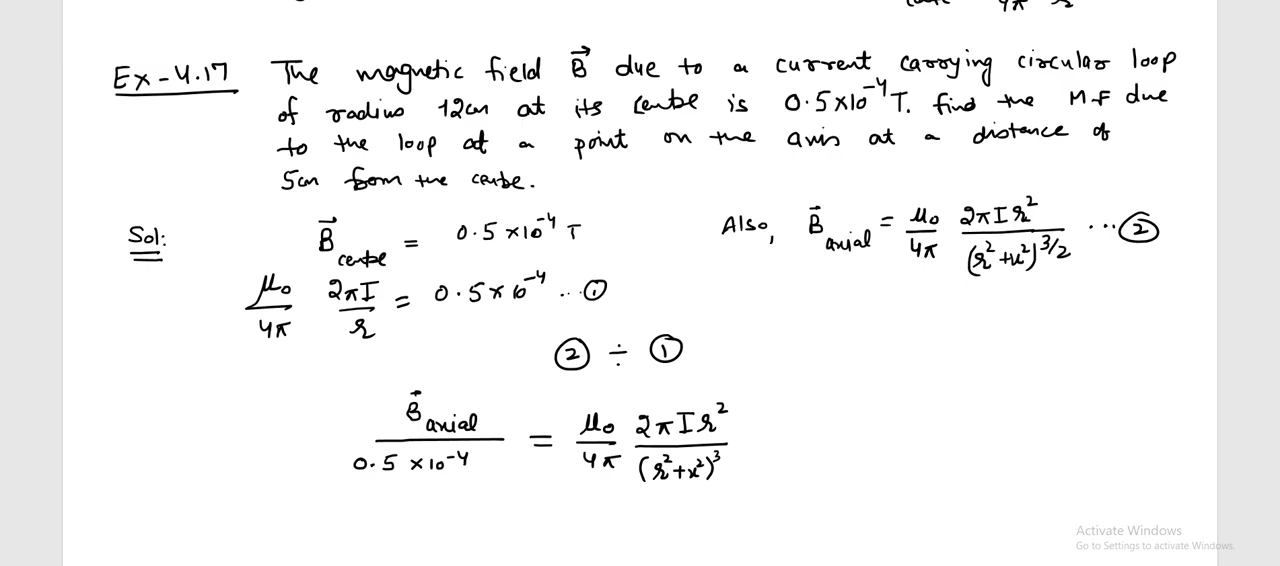 Ex-4.17 The magnetic field B⃗ due to a current carrying circular loop
of radius 12cm at its centre is 0.5×10⁻⁴T. find the M.F due
to the loop at a point on the axis at a distance of
5cm from the centre.
Sol: B⃗centre = 0.5×10⁻⁴ T
Also, B⃗axial = μ₀/4π 2πIr²/(r²+x²)^3/2 ...②
μ₀/4π 2πI/r = 0.5×10⁻⁴ ...①
② ÷ ①
B⃗axial/0.5×10⁻⁴ = μ₀/4π 2πIr²/(r²+x²)³
Activate Windows
Go to Settings to activate Windows.